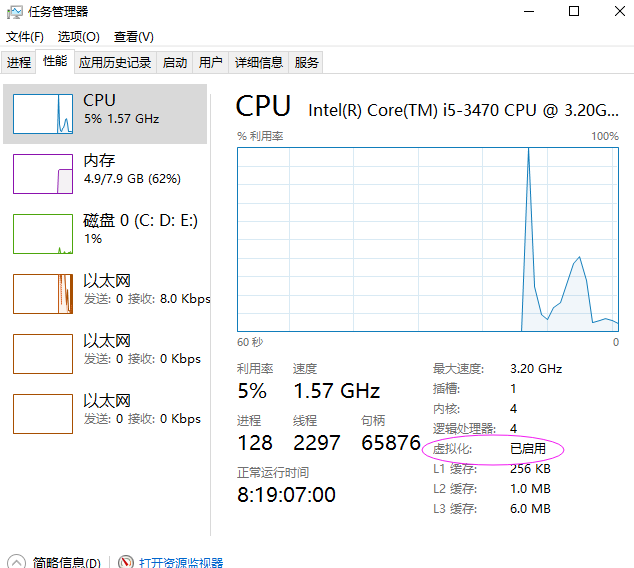 任务管理器
文件(F) 选项(O) 查看(V)
进程 性能 应用历史记录 启动 用户 详细信息 服务
CPU
5% 1.57 GHz
内存
4.9/7.9 GB (62%)
磁盘 0 (C: D: E:)
1%
以太网
发送: 0 接收: 8.0 Kbps
以太网
发送: 0 接收: 0 Kbps
以太网
发送: 0 接收: 0 Kbps
CPU Intel(R) Core(TM) i5-3470 CPU @ 3.20G...
% 利用率 100%
60 秒 0
利用率 速度
5% 1.57 GHz
进程 线程 句柄
128 2297 65876
正常运行时间
8:19:07:00
最大速度: 3.20 GHz
插槽: 1
内核: 4
逻辑处理器: 4
虚拟化: 已启用
L1 缓存: 256 KB
L2 缓存: 1.0 MB
L3 缓存: 6.0 MB
简略信息(D) 打开资源监视器